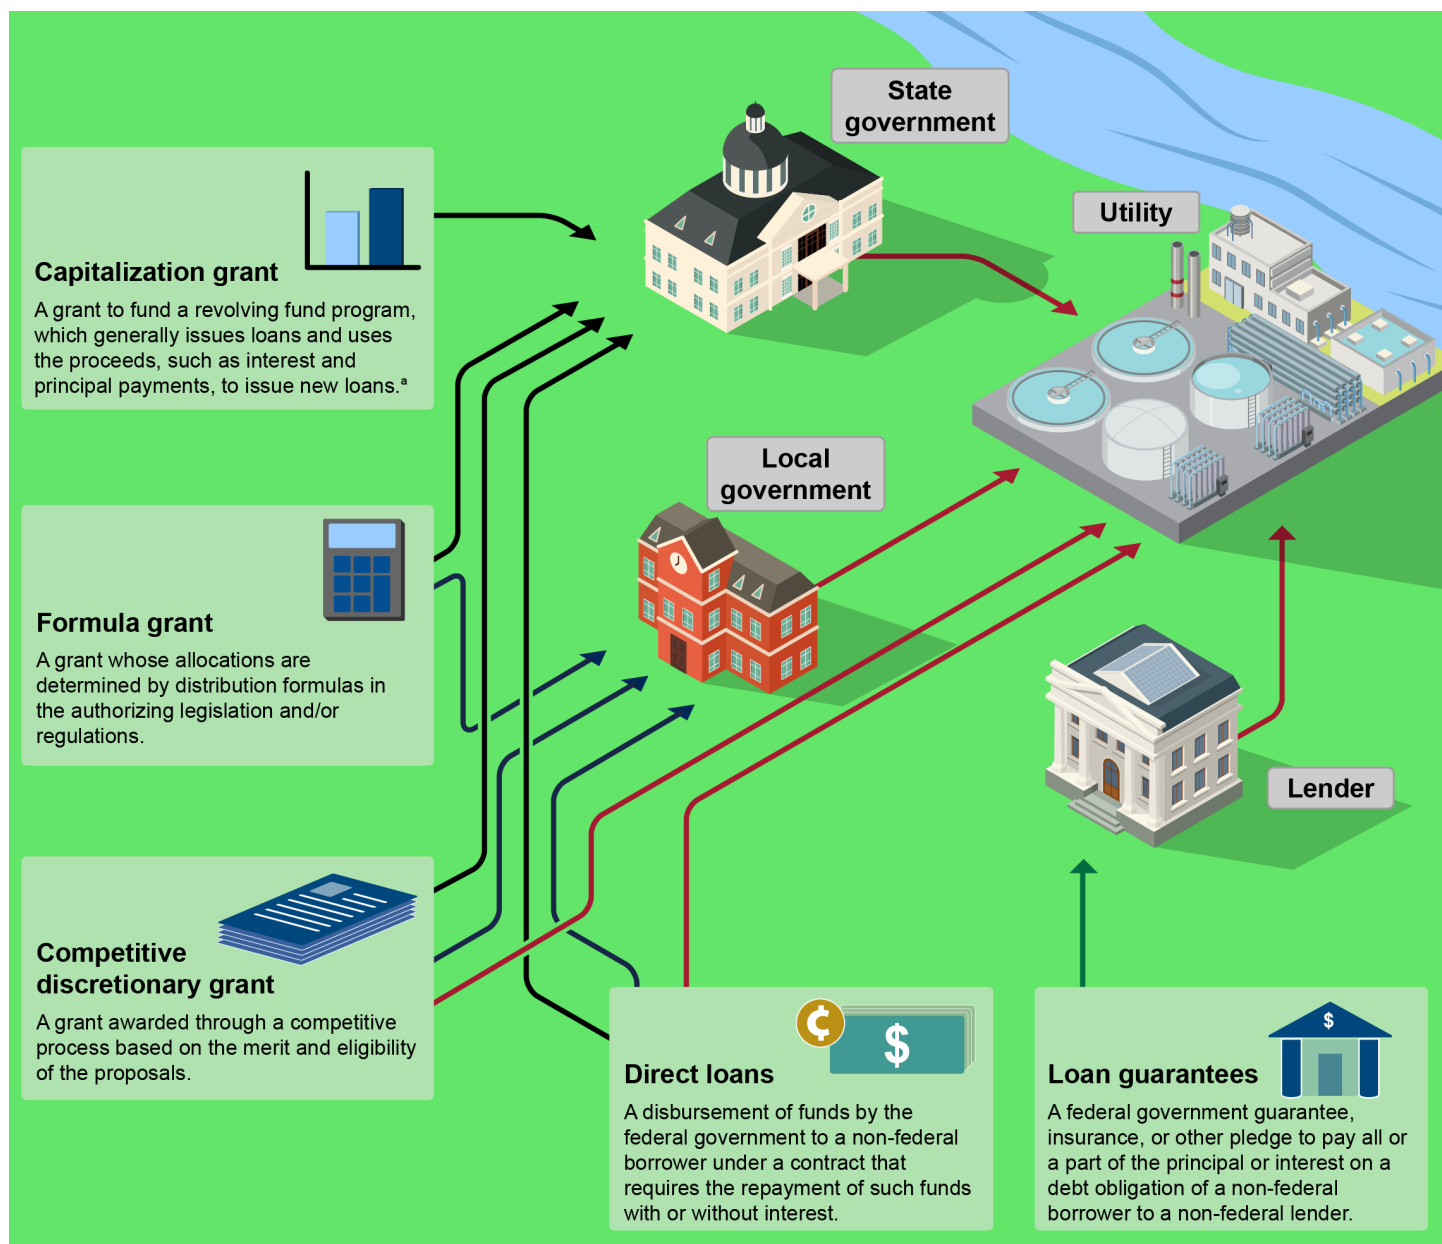 State
government
Utility
Capitalization grant
A grant to fund a revolving fund program,
which generally issues loans and uses
the proceeds, such as interest and
principal payments, to issue new loans.ª
Local
government
Formula grant
A grant whose allocations are
determined by distribution formulas in
the authorizing legislation and/or
regulations.
Lender
Competitive
discretionary grant
A grant awarded through a competitive
process based on the merit and eligibility
of the proposals.
¢
$
Direct loans
A disbursement of funds by the
federal government to a non-federal
borrower under a contract that
requires the repayment of such funds
with or without interest.
$
Loan guarantees
A federal government guarantee,
insurance, or other pledge to pay all or
a part of the principal or interest on a
debt obligation of a non-federal
borrower to a non-federal lender.